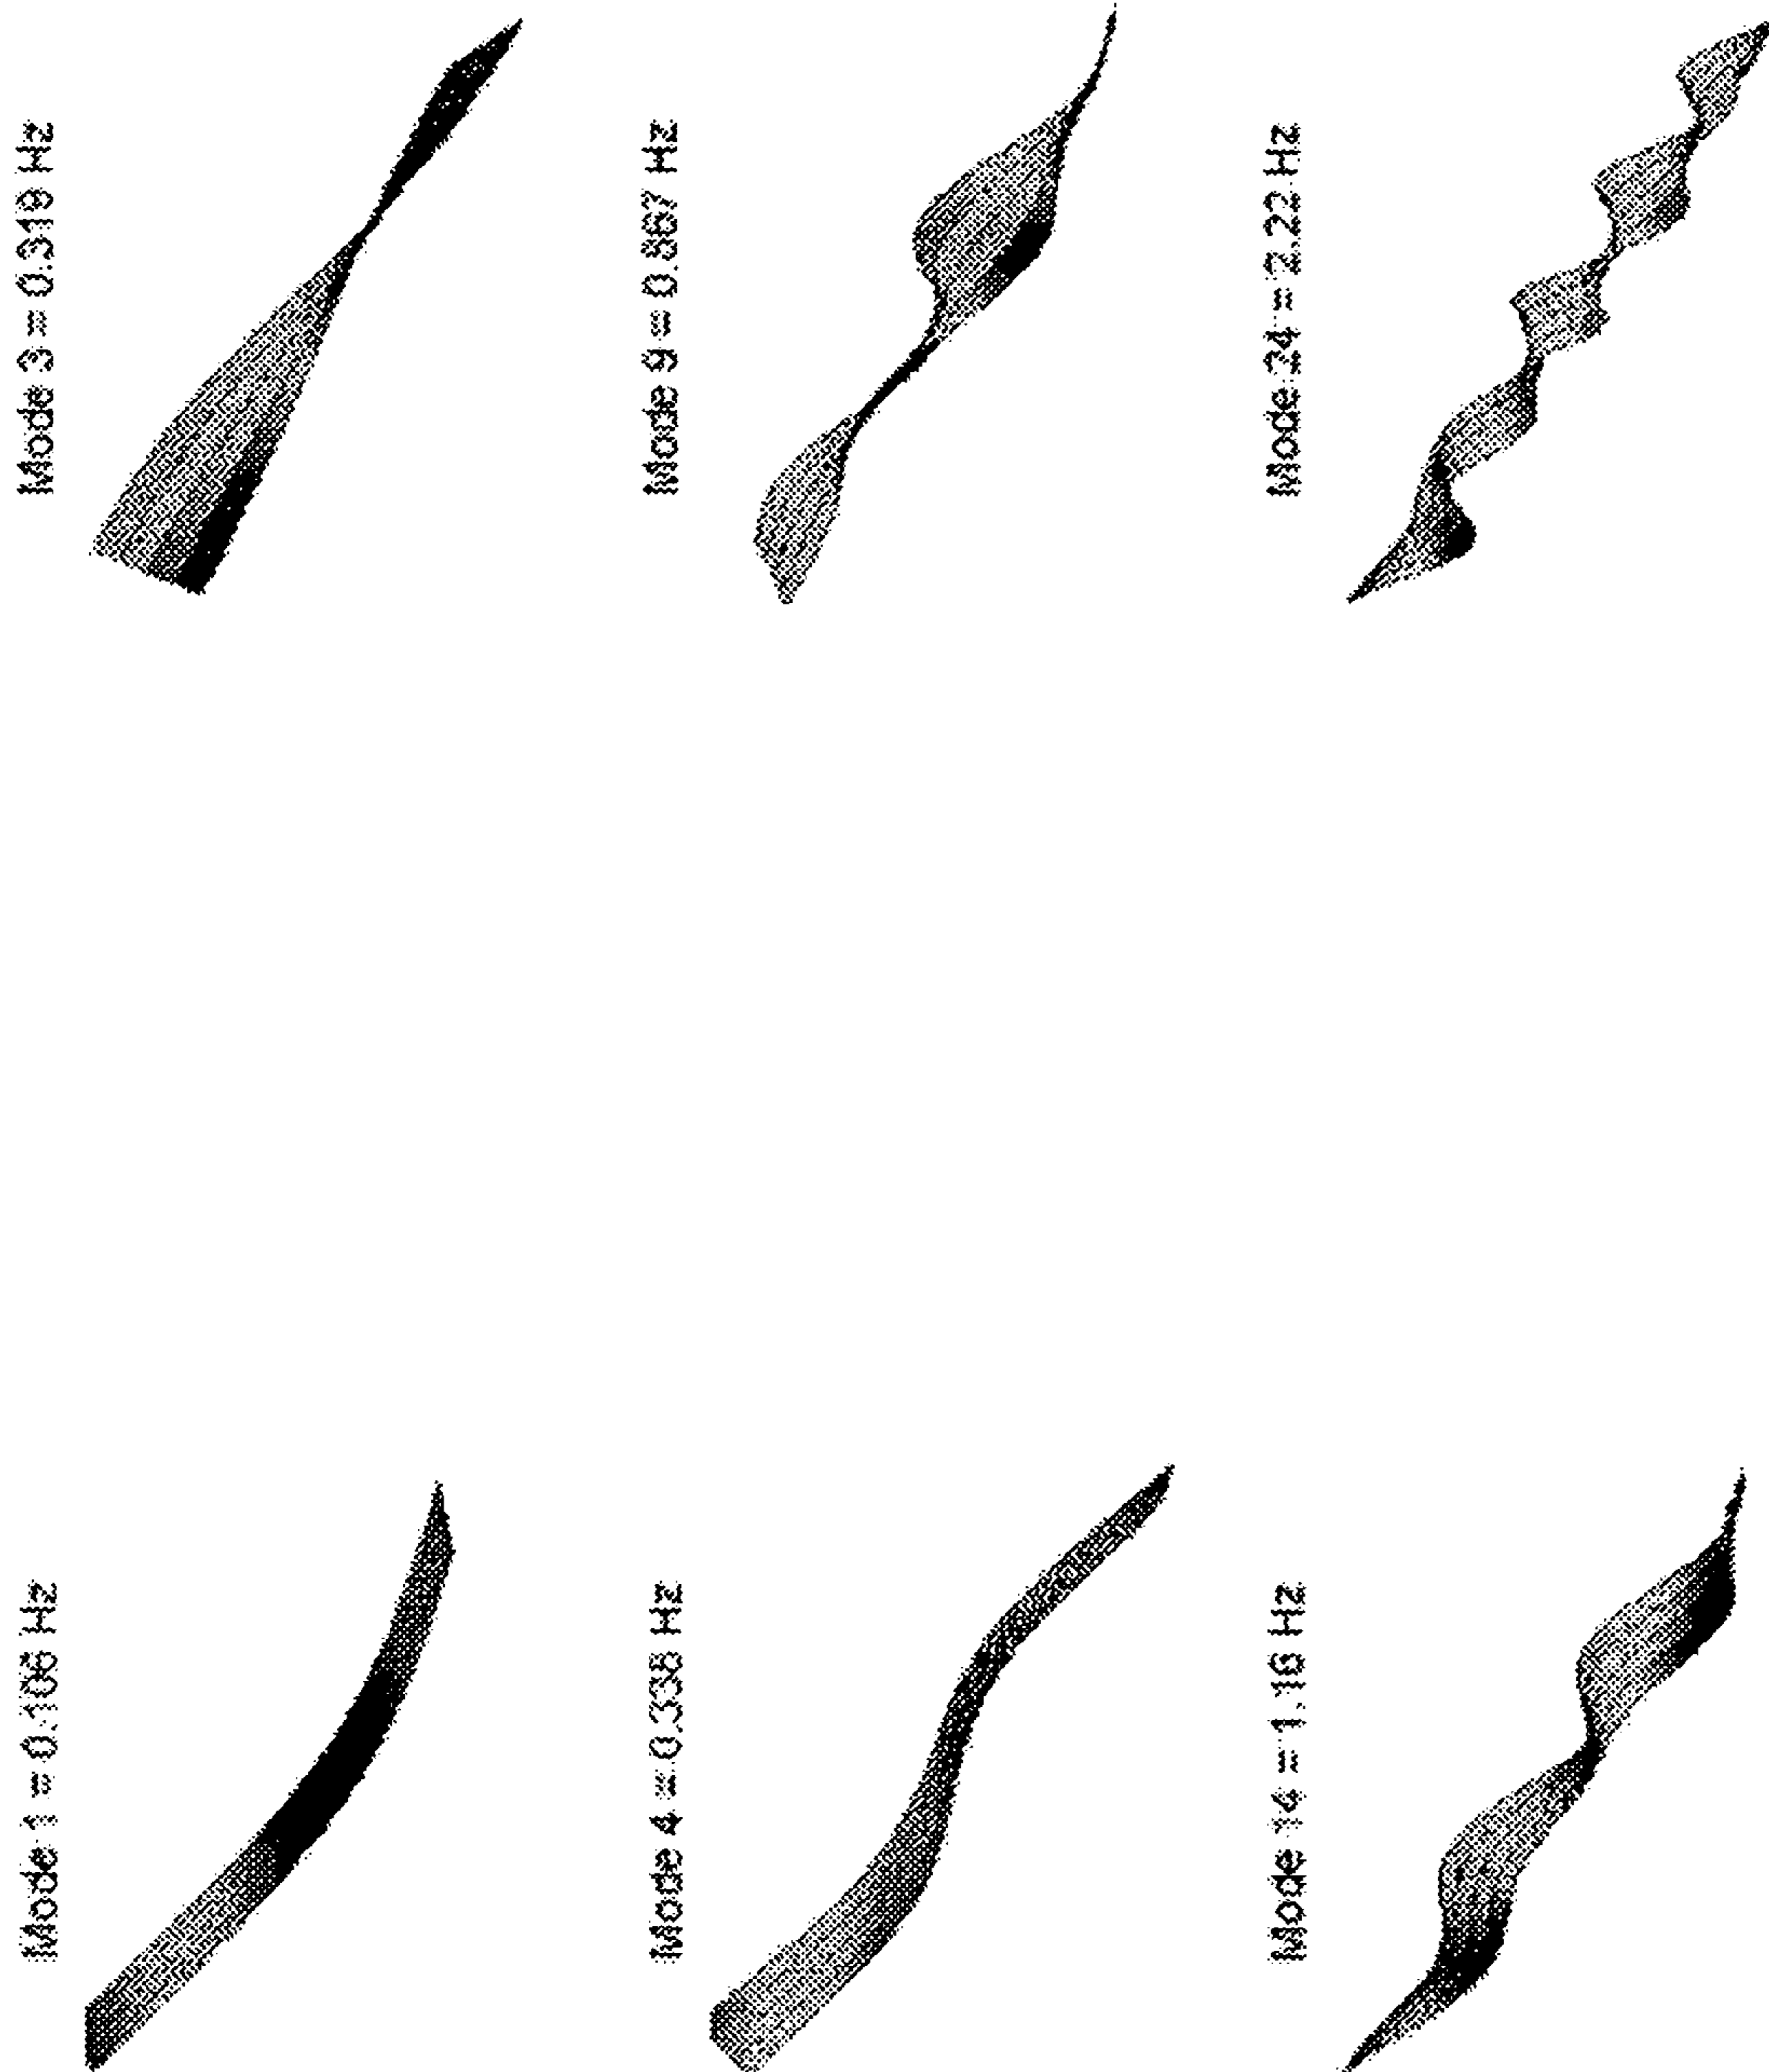 Mode 1 = 0.106 Hz
Mode 3 = 0.319 Hz
Mode 4 = 0.338 Hz
Mode 9 = 0.867 Hz
Mode 14 = 1.16 Hz
Mode 24 = 2.22 Hz